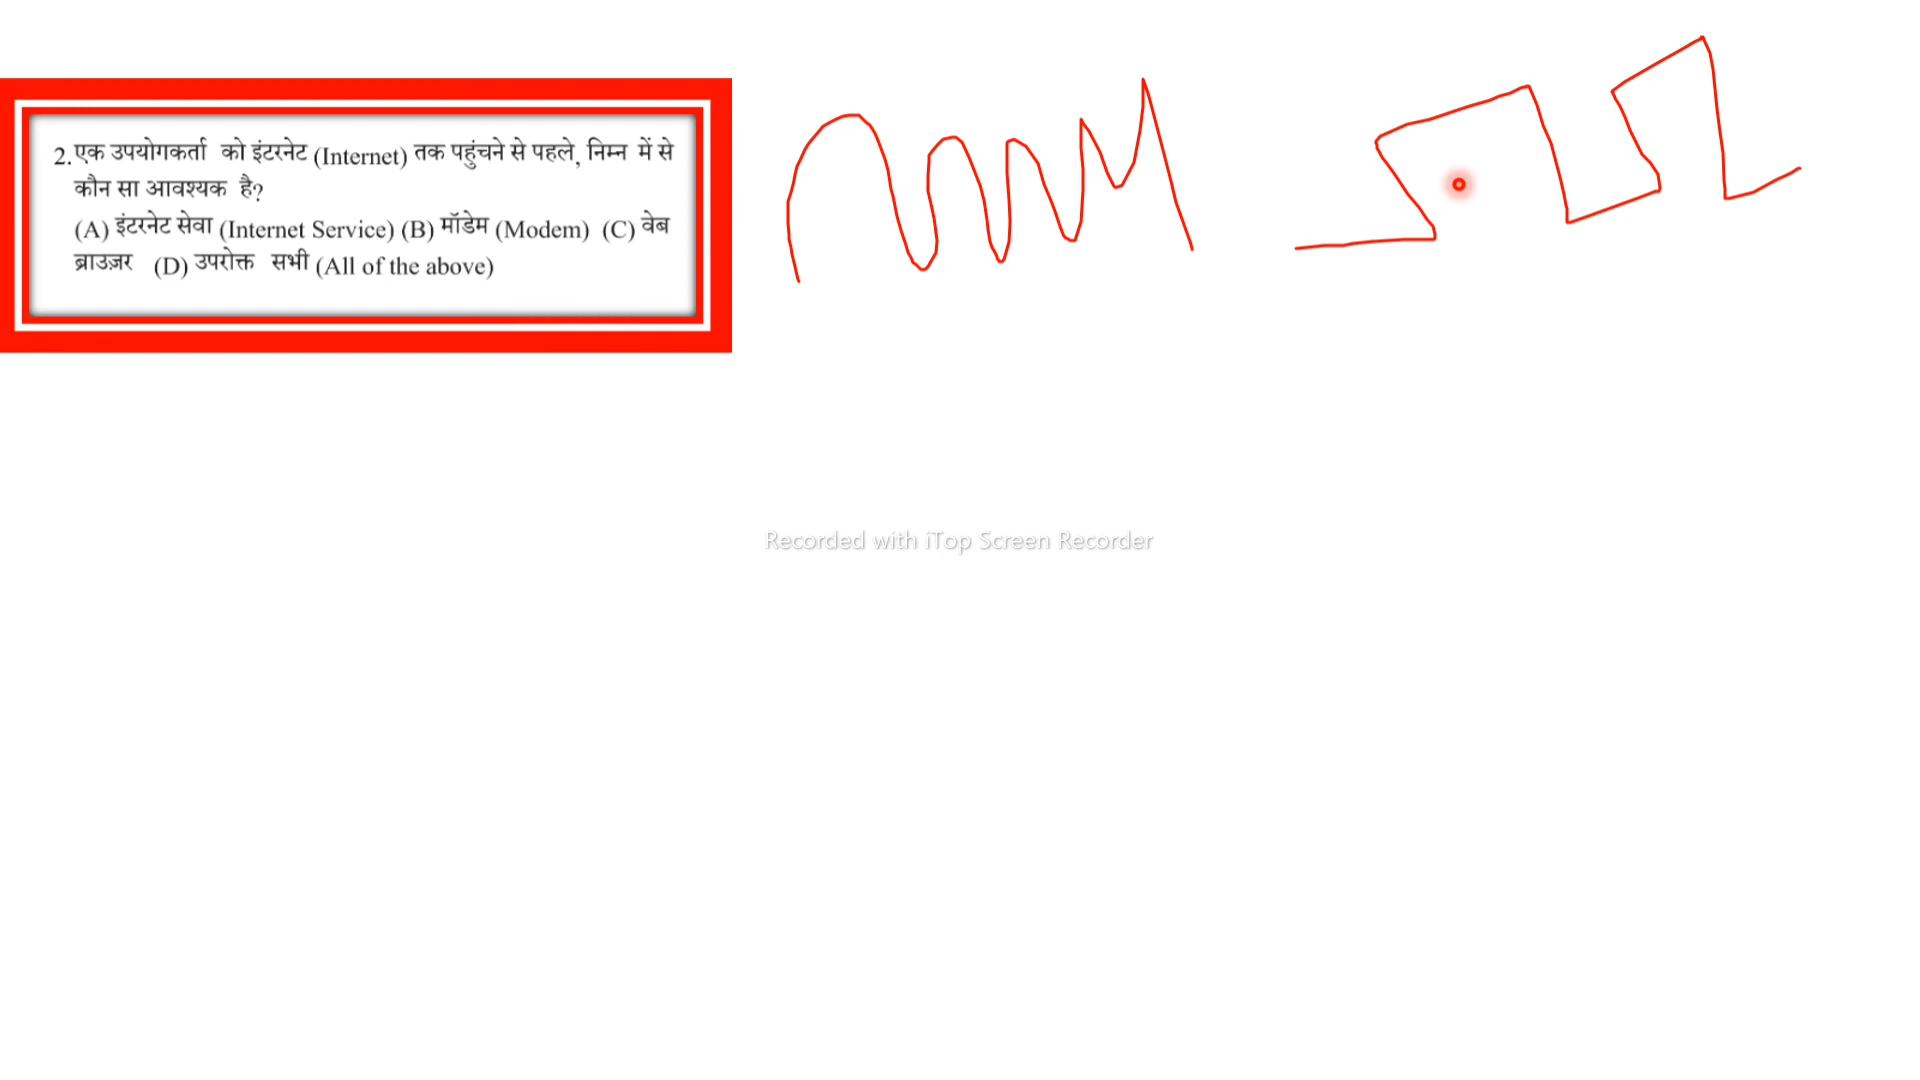 2. एक उपयोगकर्ता को इंटरनेट (Internet) तक पहुंचने से पहले, निम्न में से
कौन सा आवश्यक है?
(A) इंटरनेट सेवा (Internet Service) (B) मॉडेम (Modem) (C) वेब
ब्राउज़र (D) उपरोक्त सभी (All of the above)
Recorded with iTop Screen Recorder